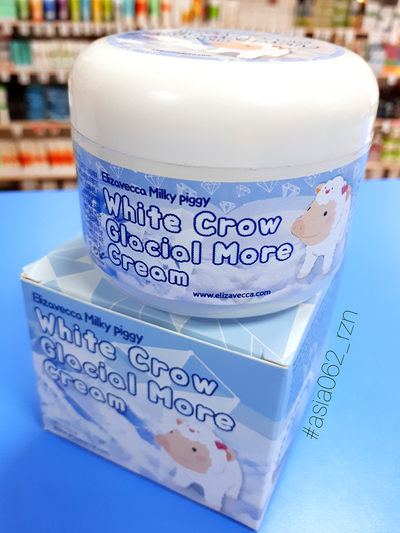 Elizavecca Milky piggy
White Crow
Glacial More
Cream
www.elizavecca.com
Elizavecca Milky piggy
White Crow
Glacial More
Cream
#asia062_rzn